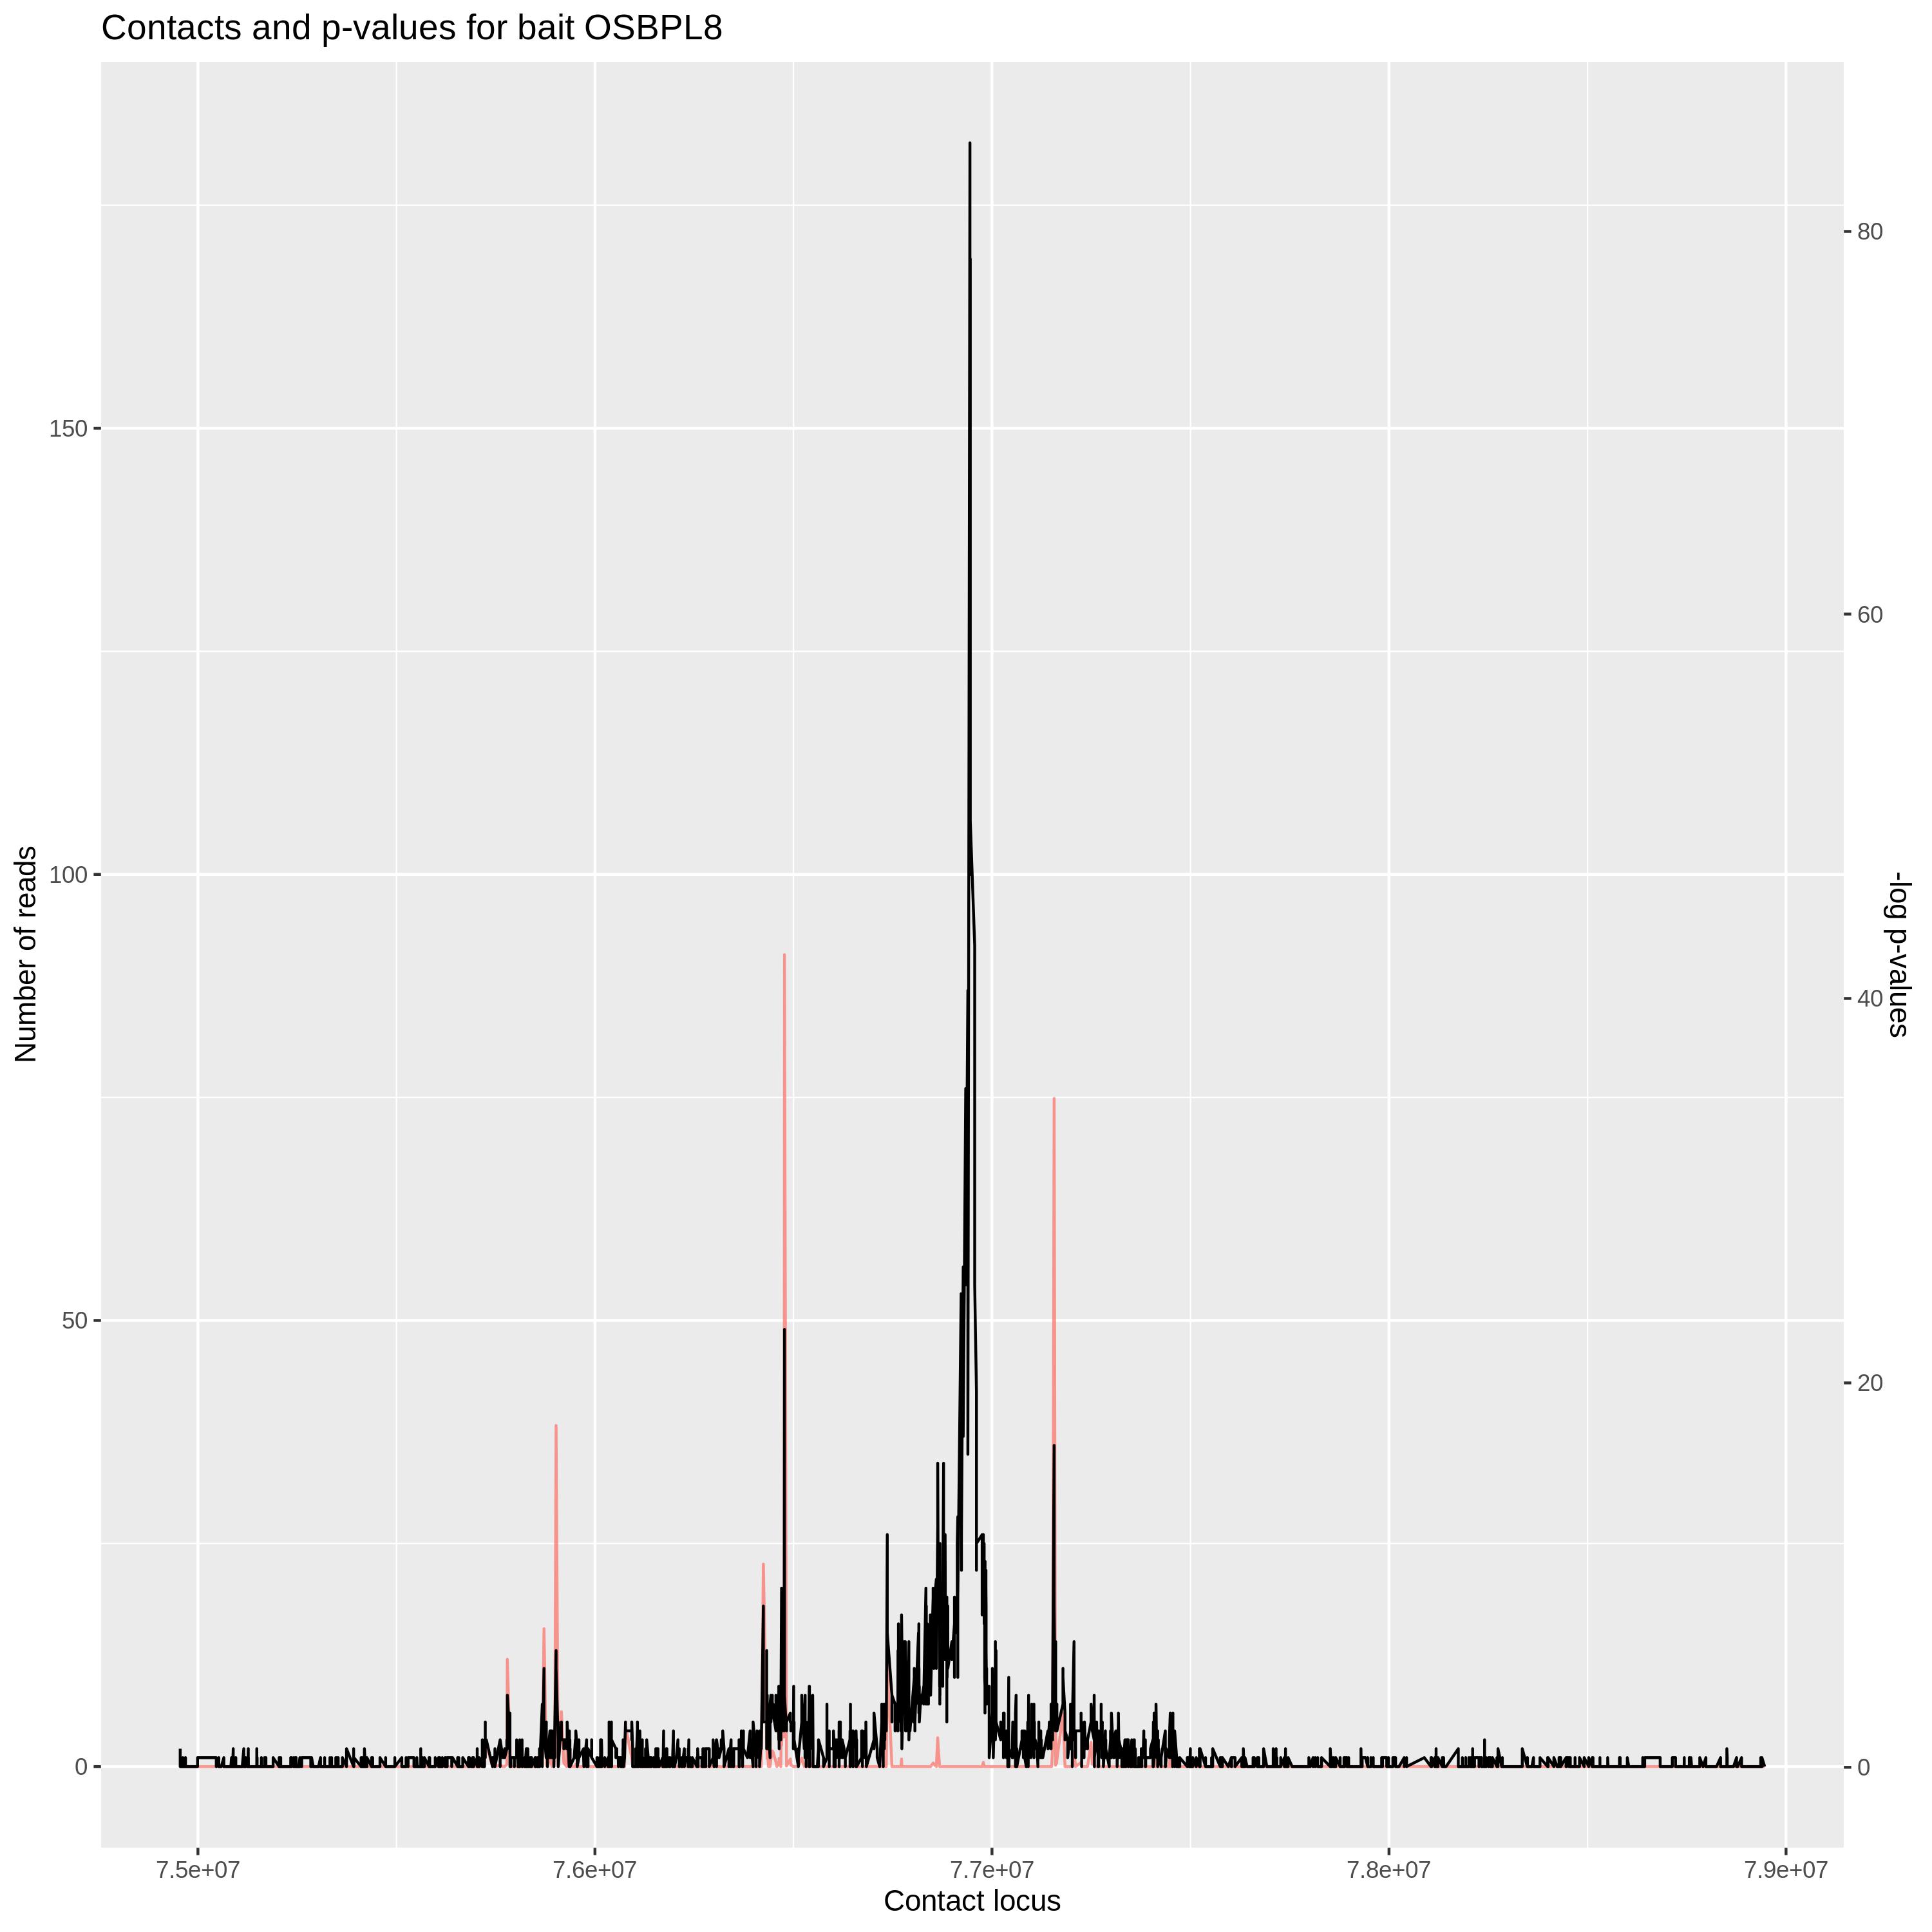 Contacts and p-values for bait OSBPL8
Number of reads
150
100
50
0
80
60
40
20
0
-log p-values
7.5e+07 7.6e+07 7.7e+07 7.8e+07 7.9e+07
Contact locus